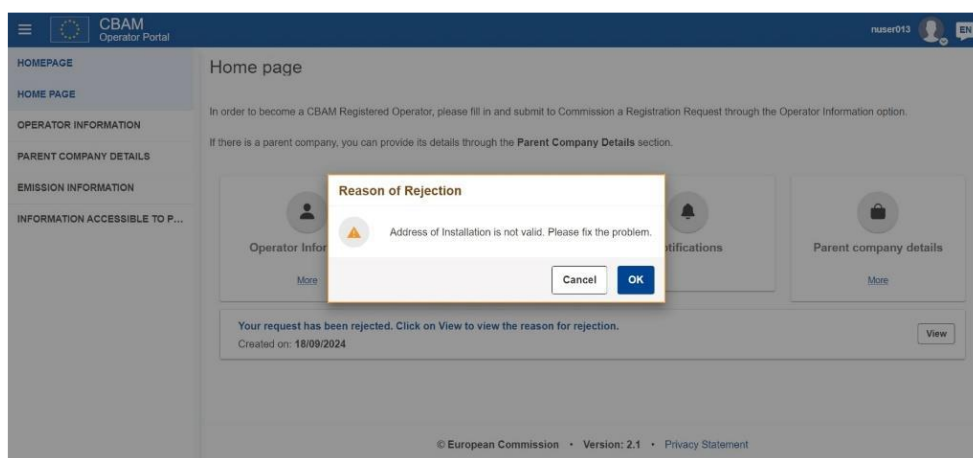 CBAM
Operator Portal
nuser013
EN
HOMEPAGE
HOME PAGE
OPERATOR INFORMATION
PARENT COMPANY DETAILS
EMISSION INFORMATION
INFORMATION ACCESSIBLE TO P...
Home page
In order to become a CBAM Registered Operator, please fill in and submit to Commission a Registration Request through the Operator Information option.
If there is a parent company, you can provide its details through the Parent Company Details section.
Reason of Rejection
Address of Installation is not valid. Please fix the problem.
Cancel
OK
Operator Infor
More
tifications
Parent company details
More
Your request has been rejected. Click on View to view the reason for rejection.
Created on: 18/09/2024
View
© European Commission · Version: 2.1 · Privacy Statement